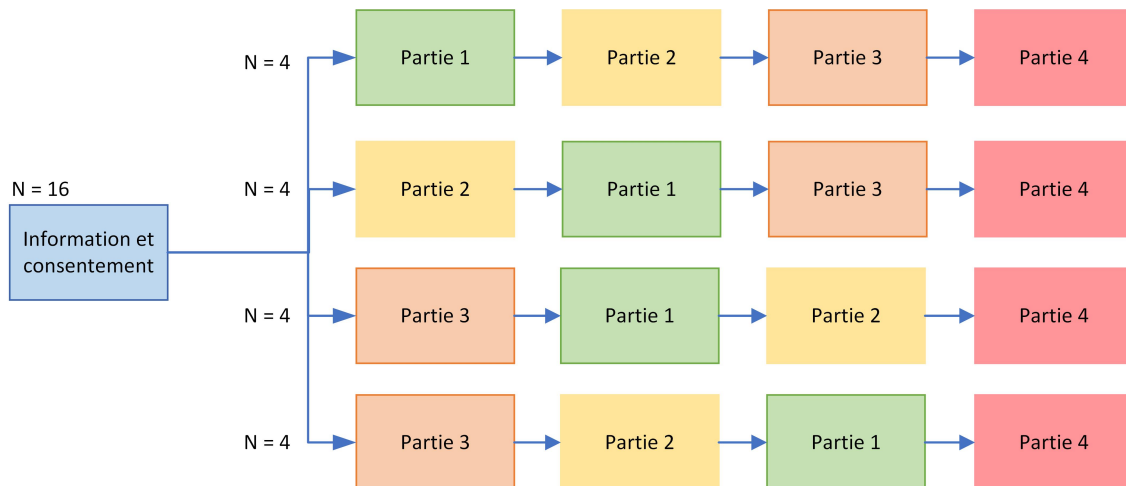 N = 4
Partie 1
Partie 2
Partie 3
Partie 4
N = 16
Information et
consentement
N = 4
Partie 2
Partie 1
Partie 3
Partie 4
N = 4
Partie 3
Partie 1
Partie 2
Partie 4
N = 4
Partie 3
Partie 2
Partie 1
Partie 4